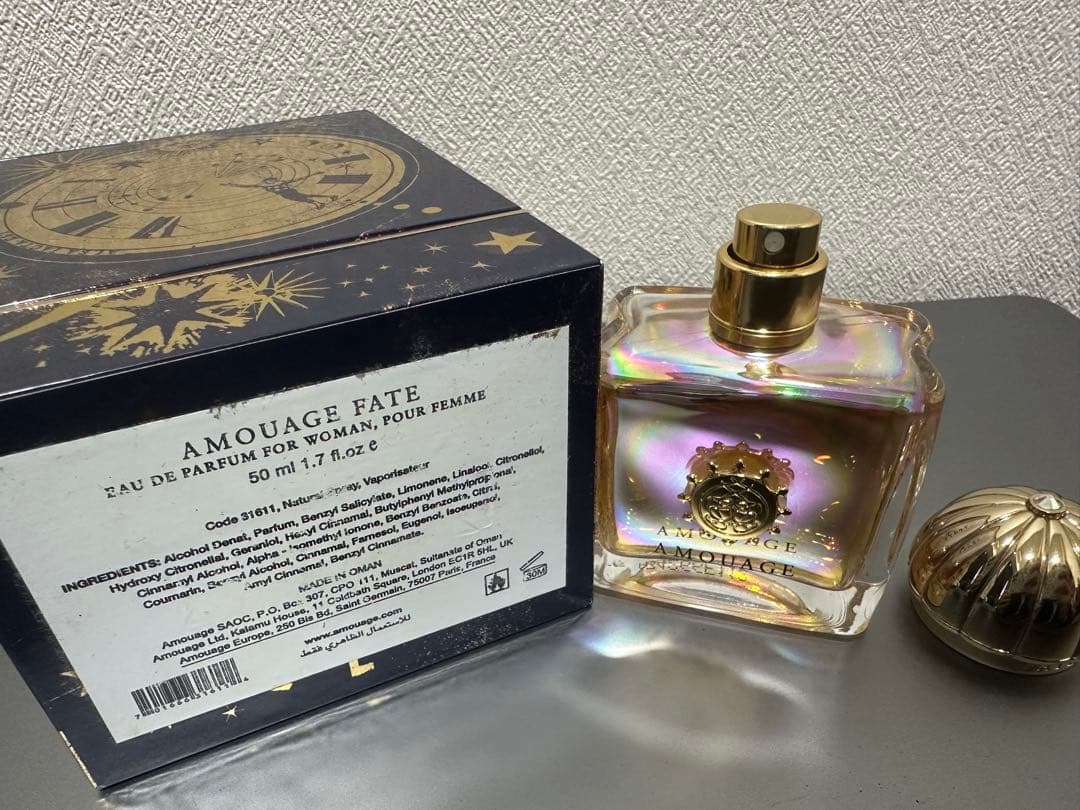 AMOUAGE FATE
EAU DE PARFUM FOR WOMAN, POUR FEMME
50 ml 1.7 fl.oz e
Code 31611, Natural Spray, Vaporisateur
INGREDIENTS: Alcohol Denat, Parfum, Benzyl Salicylate, Limonene, Linalool, Citronellol,
Hydroxy Citronellal, Geraniol, Hexyl Cinnamal, Butylphenyl Methylpropional,
Cinnamyl Alcohol, Alpha - Isomethyl Ionone, Benzyl Benzoate, Citral,
Coumarin, Benzyl Alcohol, Cinnamal, Farnesol, Eugenol, Isoeugenol,
Amyl Cinnamal, Benzyl Cinnamate.
MADE IN OMAN
Amouage SAOC, P.O. Box 307, CPO 111, Muscat, Sultanate of Oman
Amouage Ltd, Kalamu House, 11 Coldbath Square, London EC1R 5HL, UK
Amouage Europe, 250 Bis Bd, Saint Germain, 75007 Paris, France
www.amouage.com
للاستعمال الظاهري فقط
30M
AMOUAGE
AMOUAGE